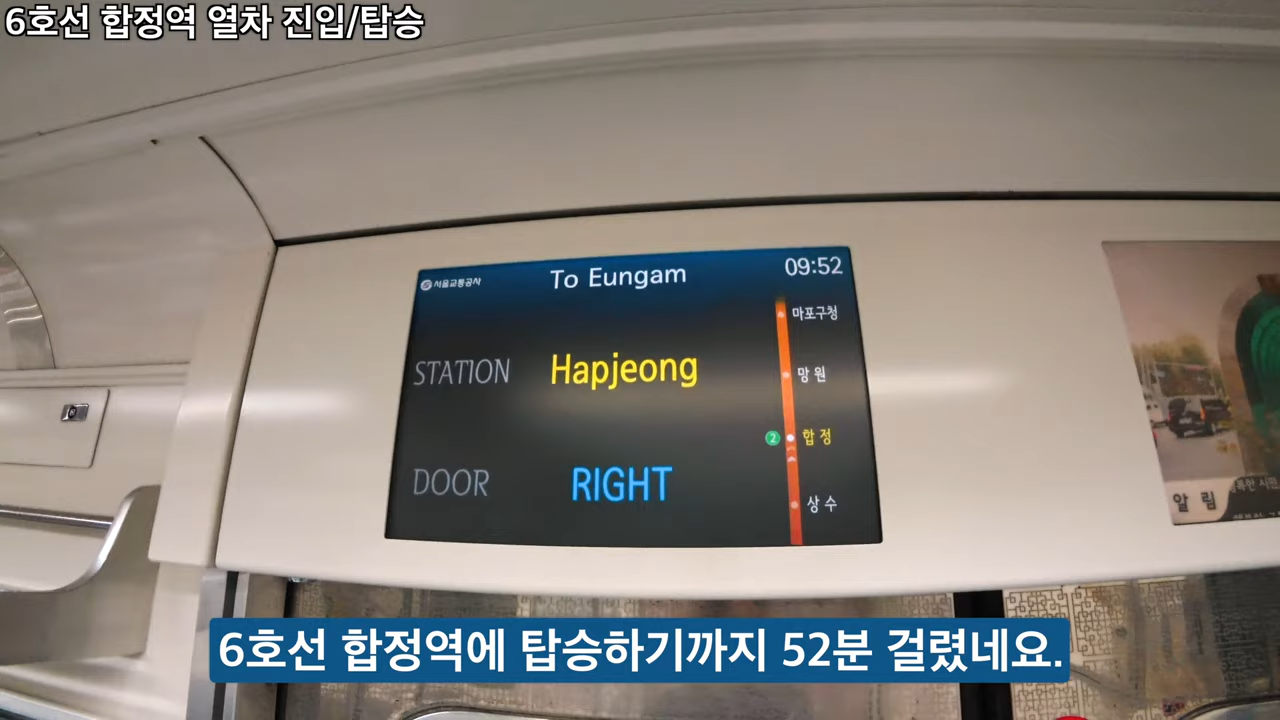 6호선 합정역 열차 진입/탑승
서울교통공사
To Eungam
09:52
마포구청
STATION
Hapjeong
망원
2
합정
DOOR
RIGHT
상수
알림
6호선 합정역에 탑승하기까지 52분 걸렸네요.